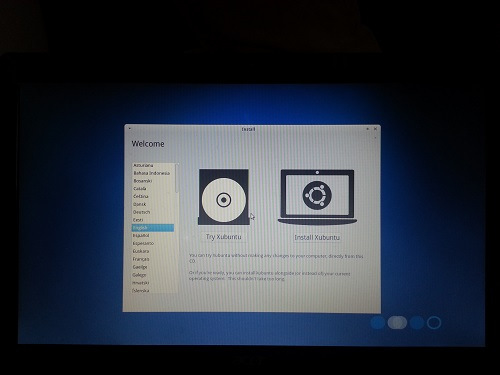 Install
Welcome
Asturianu
Bahasa Indonesia
Bosanski
Català
Čeština
Dansk
Deutsch
Eesti
English
Español
Esperanto
Euskara
Français
Gaeilge
Galego
Hrvatski
Íslenska
Try Xubuntu
Install Xubuntu
You can try Xubuntu without making any changes to your computer, directly from this
CD.
Or if you're ready, you can install Xubuntu alongside (or instead of) your current
operating system. This shouldn't take too long.